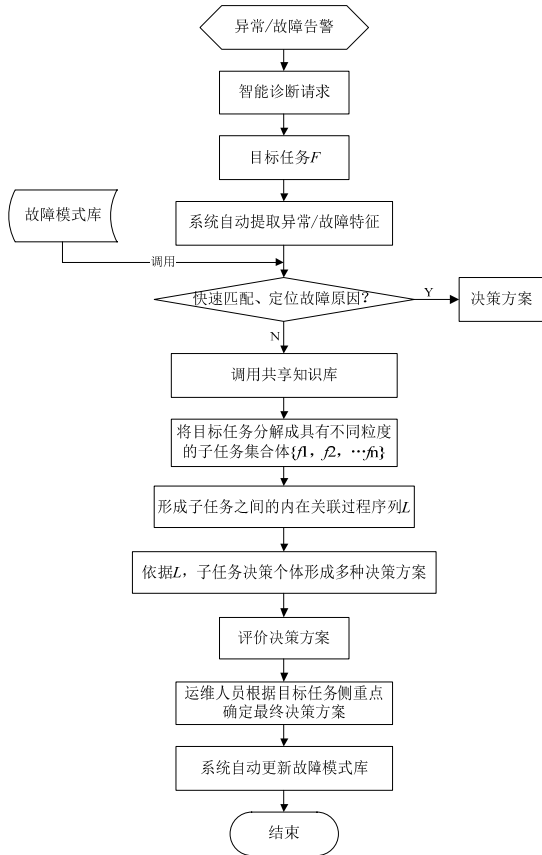 异常/故障告警
智能诊断请求
目标任务F
故障模式库
系统自动提取异常/故障特征
调用
快速匹配、定位故障原因？
Y
决策方案
N
调用共享知识库
将目标任务分解成具有不同粒度
的子任务集合体{f1，f2，…fn}
形成子任务之间的内在关联过程序列L
依据L，子任务决策个体形成多种决策方案
评价决策方案
运维人员根据目标任务侧重点
确定最终决策方案
系统自动更新故障模式库
结束